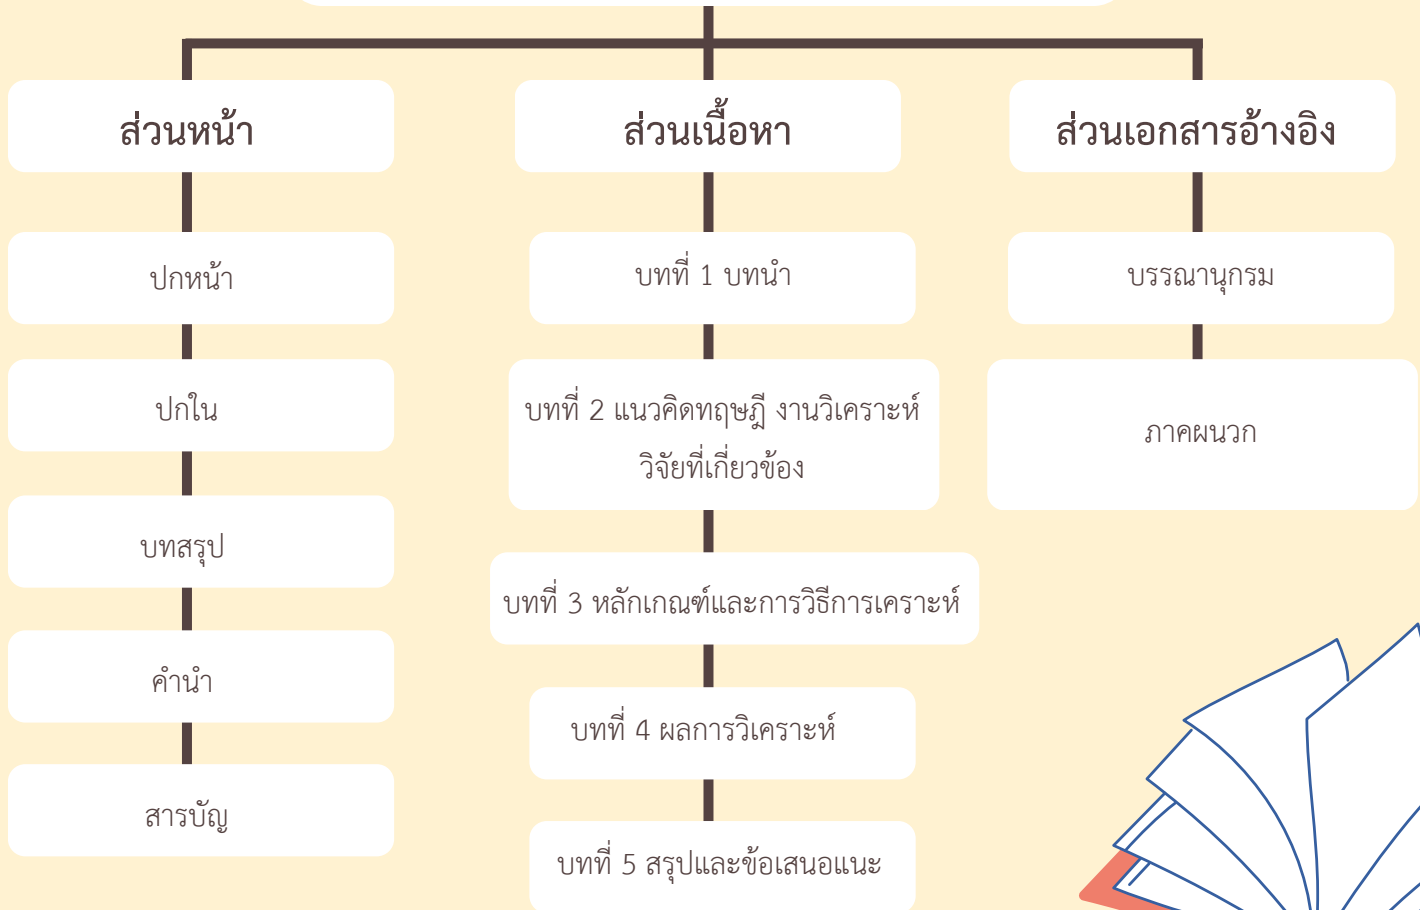 ส่วนหน้า
ปกหน้า
ปกใน
บทสรุป
คำนำ
สารบัญ
ส่วนเนื้อหา
บทที่ 1 บทนำ
บทที่ 2 แนวคิดทฤษฎี งานวิเคราะห์
วิจัยที่เกี่ยวข้อง
บทที่ 3 หลักเกณฑ์และการวิธีการเคราะห์
บทที่ 4 ผลการวิเคราะห์
บทที่ 5 สรุปและข้อเสนอแนะ
ส่วนเอกสารอ้างอิง
บรรณานุกรม
ภาคผนวก